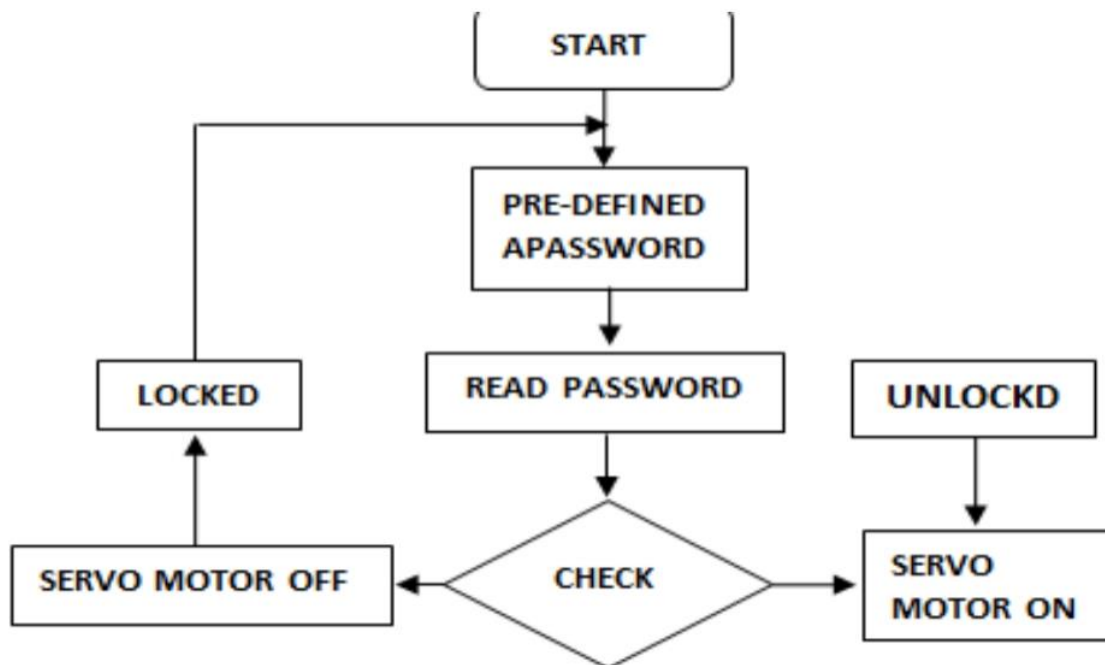 START
PRE-DEFINED
APASSWORD
READ PASSWORD
LOCKED
UNLOCKD
SERVO MOTOR OFF
CHECK
SERVO
MOTOR ON